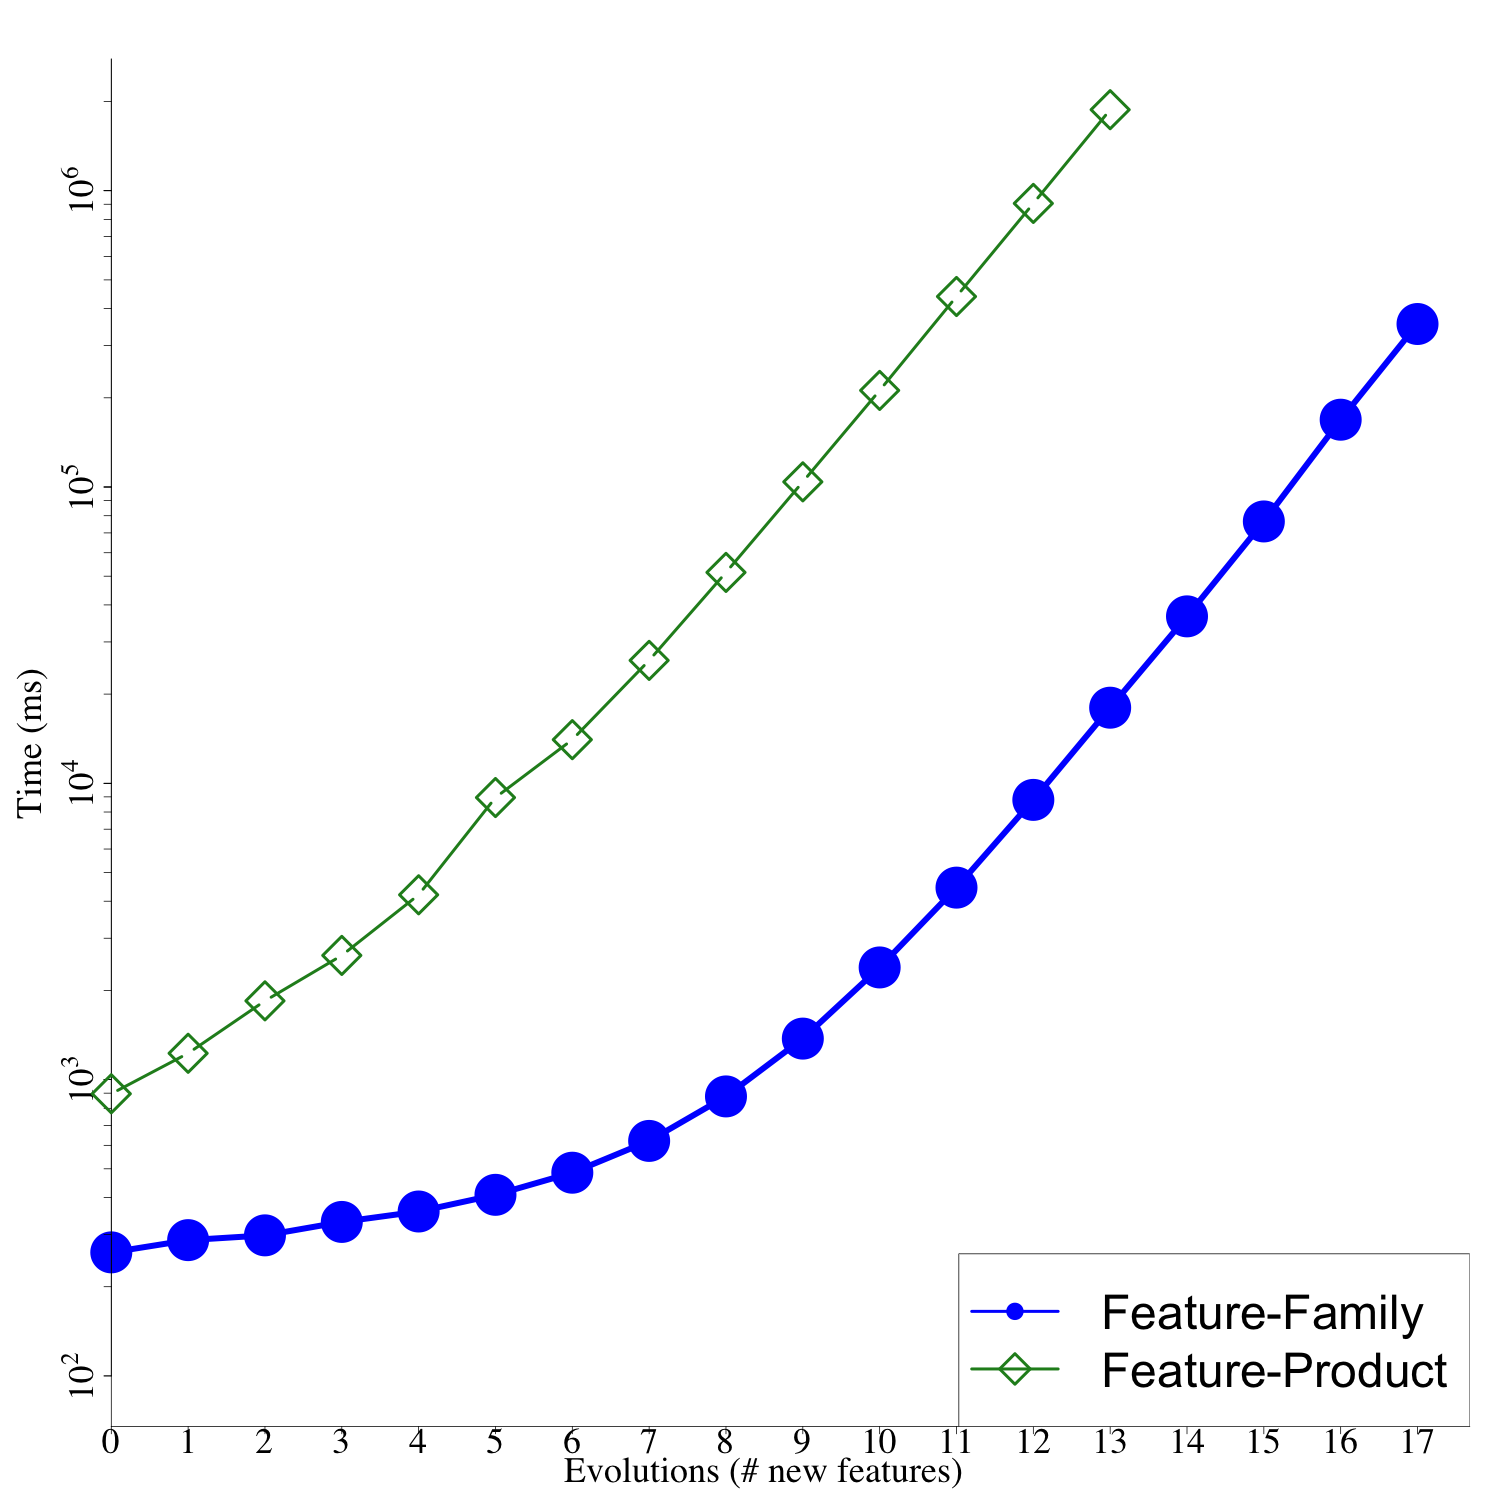 10^6
10^5
10^4
10^3
10^2
Time (ms)
0 1 2 3 4 5 6 7 8 9 10 11 12 13 14 15 16 17
Evolutions (# new features)
Feature-Family
Feature-Product